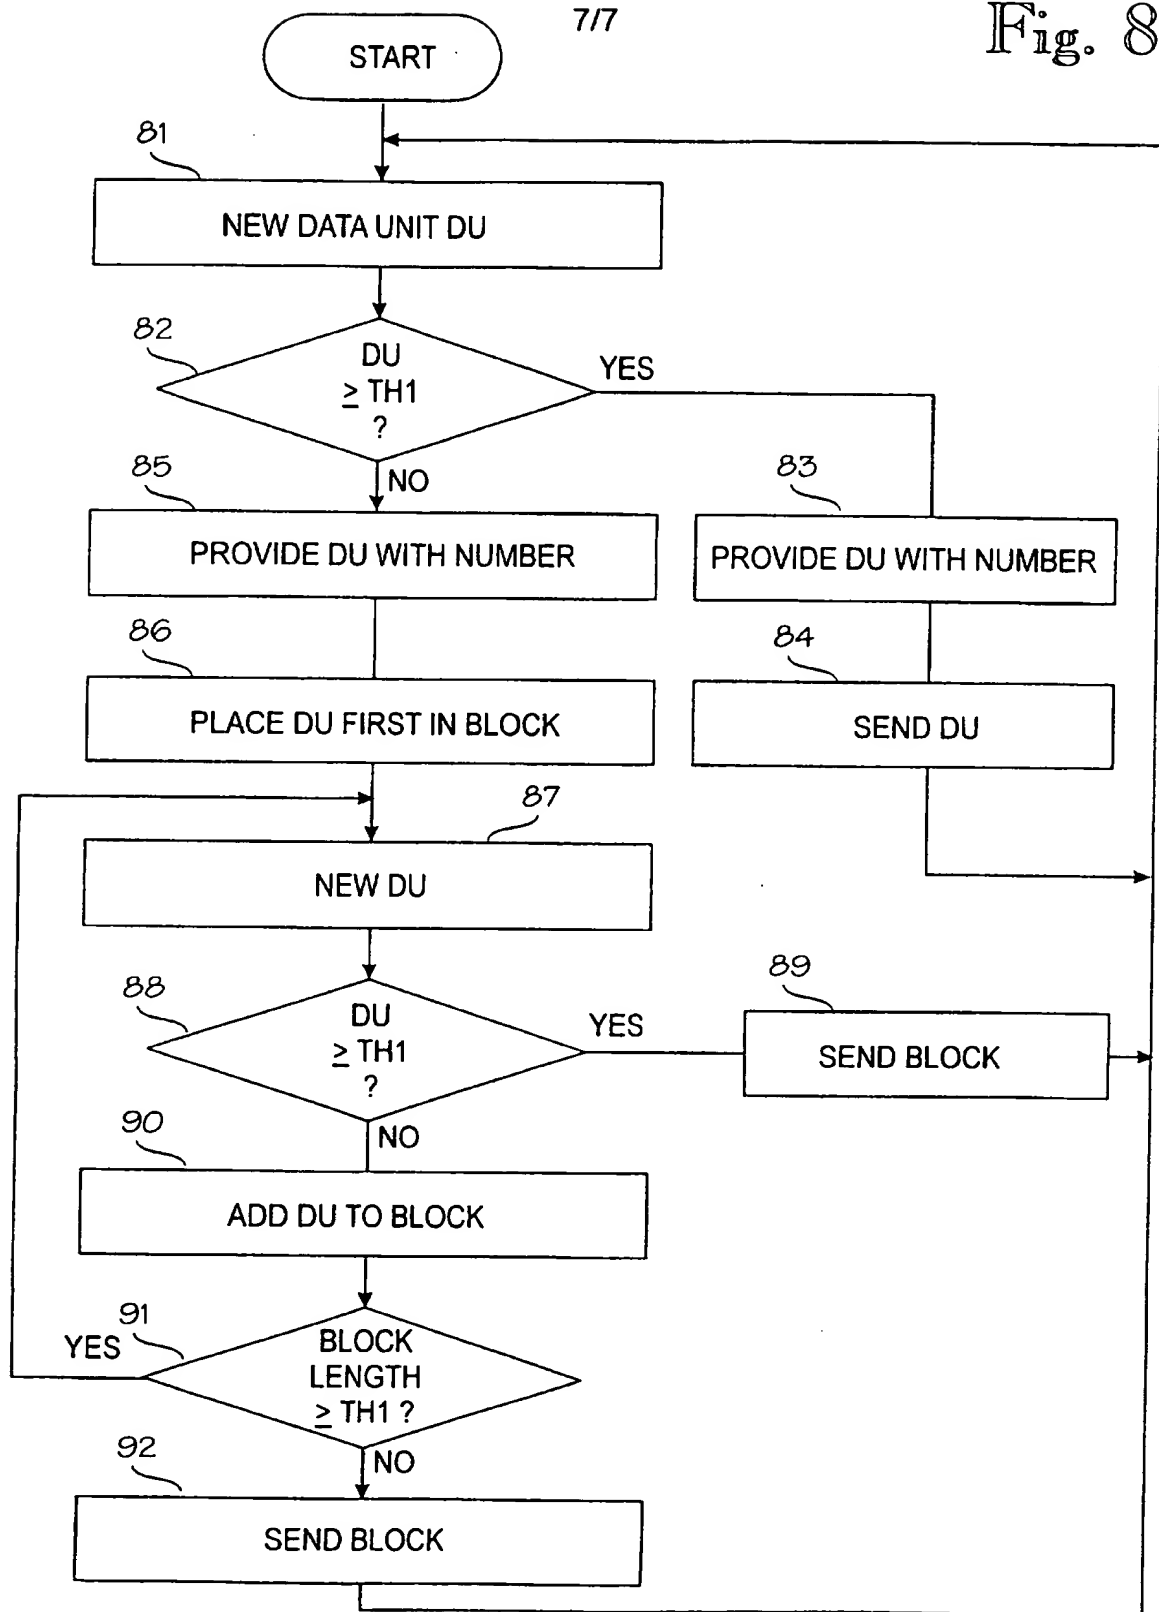 7/7
Fig. 8
START
81
NEW DATA UNIT DU
82
DU
≥ TH1
?
YES
NO
85
PROVIDE DU WITH NUMBER
83
PROVIDE DU WITH NUMBER
86
PLACE DU FIRST IN BLOCK
84
SEND DU
87
NEW DU
88
DU
≥ TH1
?
YES
89
SEND BLOCK
NO
90
ADD DU TO BLOCK
91
YES
BLOCK
LENGTH
≥ TH1 ?
NO
92
SEND BLOCK